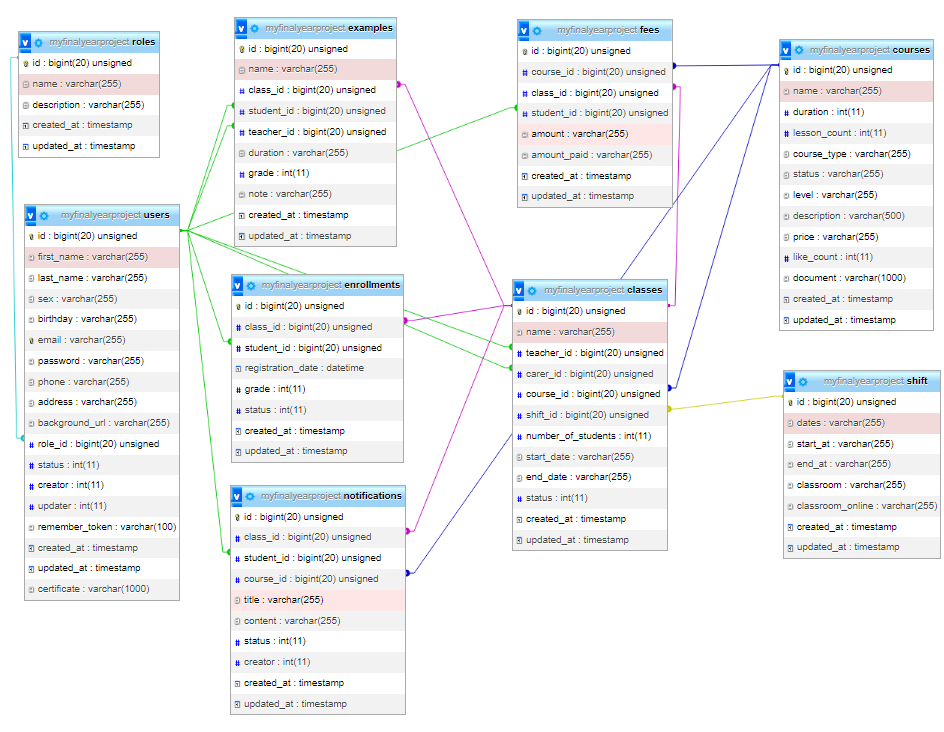 myfinalyearproject roles
id : bigint(20) unsigned
name : varchar(255)
description : varchar(255)
created_at : timestamp
updated_at : timestamp
myfinalyearproject users
id : bigint(20) unsigned
first_name : varchar(255)
last_name : varchar(255)
sex : varchar(255)
birthday : varchar(255)
email : varchar(255)
password : varchar(255)
phone : varchar(255)
address : varchar(255)
background_url : varchar(255)
role_id : bigint(20) unsigned
status : int(11)
creator : int(11)
updater : int(11)
remember_token : varchar(100)
created_at : timestamp
updated_at : timestamp
certificate : varchar(1000)
myfinalyearproject examples
id : bigint(20) unsigned
name : varchar(255)
class_id : bigint(20) unsigned
student_id : bigint(20) unsigned
teacher_id : bigint(20) unsigned
duration : varchar(255)
grade : int(11)
note : varchar(255)
created_at : timestamp
updated_at : timestamp
myfinalyearproject enrollments
id : bigint(20) unsigned
class_id : bigint(20) unsigned
student_id : bigint(20) unsigned
registration_date : datetime
grade : int(11)
status : int(11)
created_at : timestamp
updated_at : timestamp
myfinalyearproject notifications
id : bigint(20) unsigned
class_id : bigint(20) unsigned
student_id : bigint(20) unsigned
course_id : bigint(20) unsigned
title : varchar(255)
content : varchar(255)
status : int(11)
creator : int(11)
created_at : timestamp
updated_at : timestamp
myfinalyearproject fees
id : bigint(20) unsigned
course_id : bigint(20) unsigned
class_id : bigint(20) unsigned
student_id : bigint(20) unsigned
amount : varchar(255)
amount_paid : varchar(255)
created_at : timestamp
updated_at : timestamp
myfinalyearproject classes
id : bigint(20) unsigned
name : varchar(255)
teacher_id : bigint(20) unsigned
carer_id : bigint(20) unsigned
course_id : bigint(20) unsigned
shift_id : bigint(20) unsigned
number_of_students : int(11)
start_date : varchar(255)
end_date : varchar(255)
status : int(11)
created_at : timestamp
updated_at : timestamp
myfinalyearproject courses
id : bigint(20) unsigned
name : varchar(255)
duration : int(11)
lesson_count : int(11)
course_type : varchar(255)
status : varchar(255)
level : varchar(255)
description : varchar(500)
price : varchar(255)
like_count : int(11)
document : varchar(1000)
created_at : timestamp
updated_at : timestamp
myfinalyearproject shift
id : bigint(20) unsigned
dates : varchar(255)
start_at : varchar(255)
end_at : varchar(255)
classroom : varchar(255)
classroom_online : varchar(255)
created_at : timestamp
updated_at : timestamp